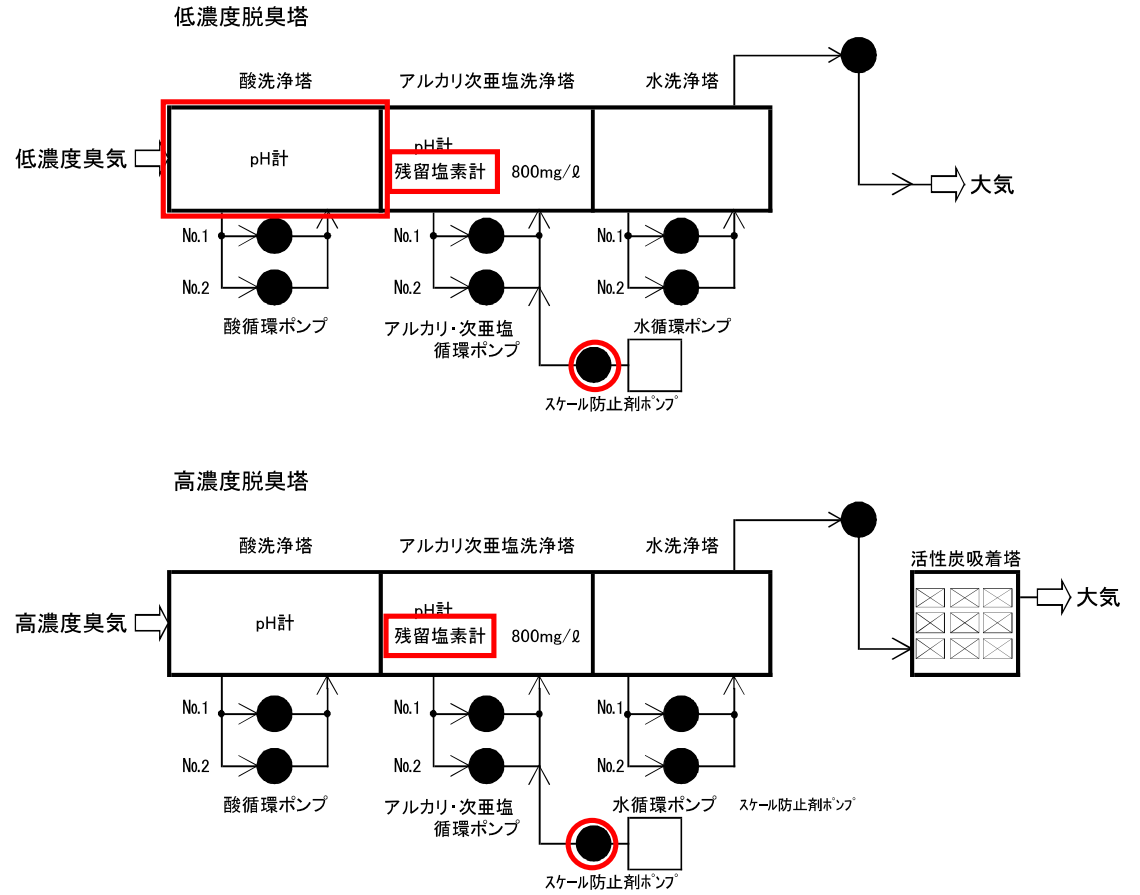 低濃度脱臭塔
酸洗浄塔
アルカリ次亜塩洗浄塔
水洗浄塔
低濃度臭気
pH計
pH計
残留塩素計
800mg/ℓ
大気
No.1
No.1
No.1
No.2
No.2
No.2
酸循環ポンプ
アルカリ・次亜塩
循環ポンプ
水循環ポンプ
スケール防止剤ポンプ
高濃度脱臭塔
酸洗浄塔
アルカリ次亜塩洗浄塔
水洗浄塔
活性炭吸着塔
高濃度臭気
pH計
pH計
残留塩素計
800mg/ℓ
大気
No.1
No.1
No.1
No.2
No.2
No.2
酸循環ポンプ
アルカリ・次亜塩
循環ポンプ
水循環ポンプ
スケール防止剤ポンプ
スケール防止剤ポンプ